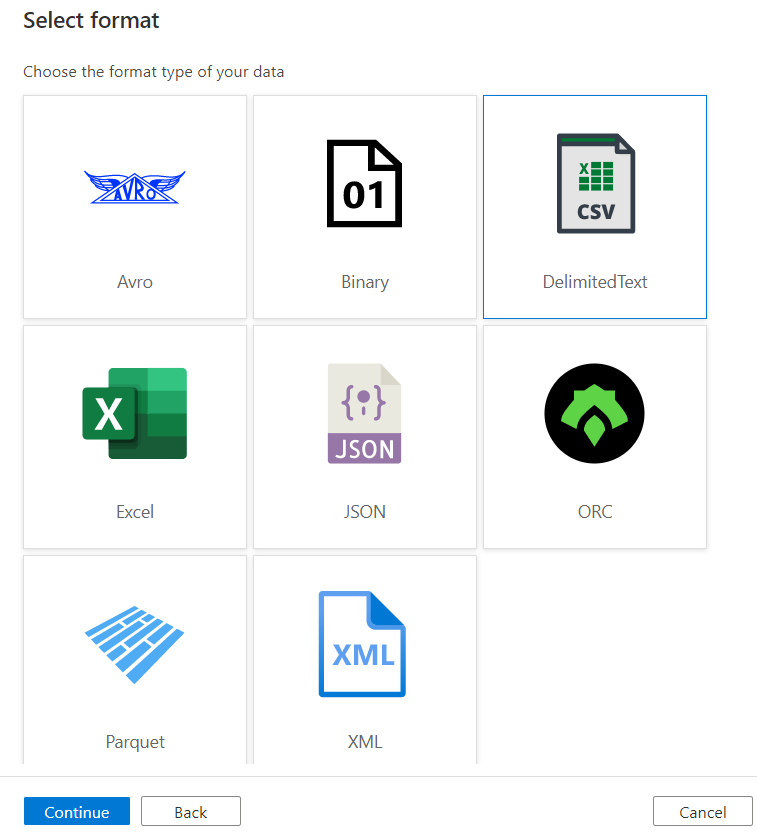 Select format
Choose the format type of your data
AVRO
01
X
CSV
Avro
Binary
DelimitedText
X
{i}
JSON
Excel
JSON
ORC
XML
Parquet
XML
Continue
Back
Cancel